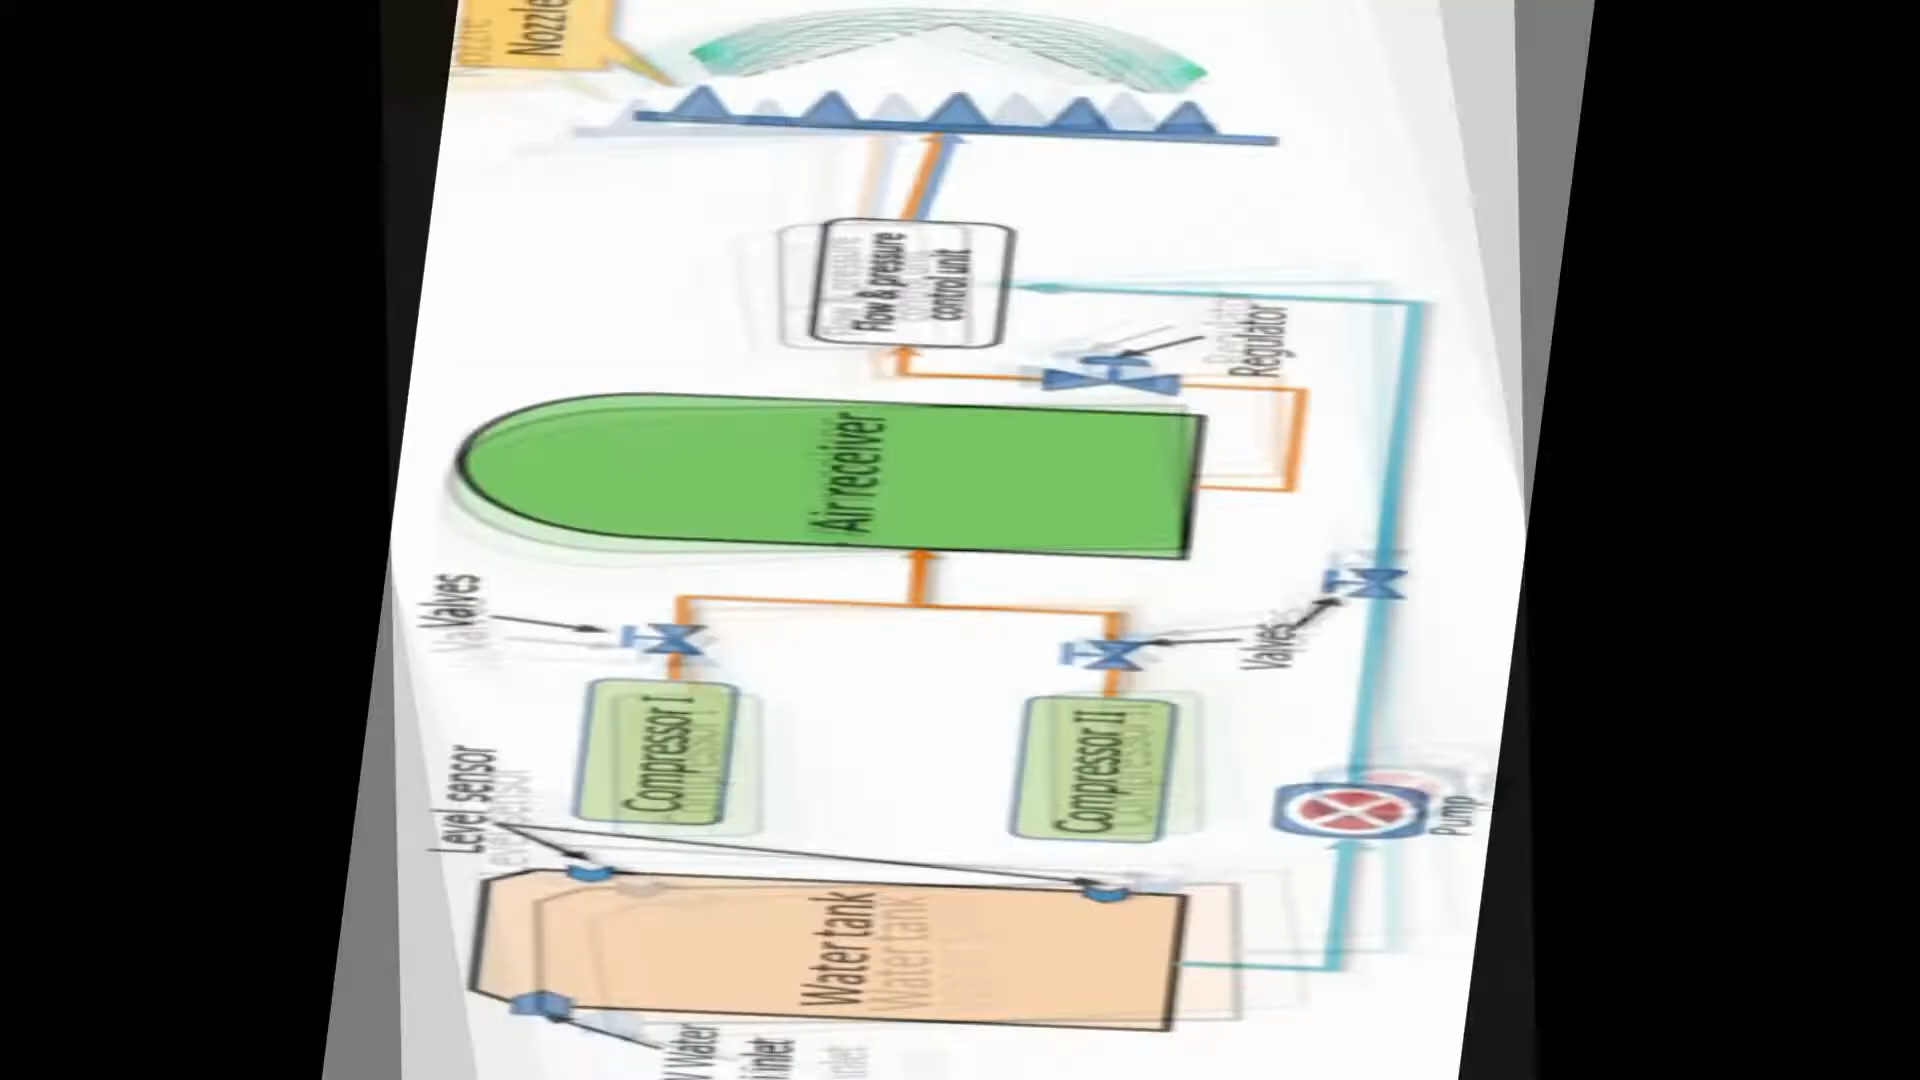 Nozzle
Flow & pressure
control unit
Regulator
Air receiver
Valves
Valves
Compressor I
Compressor II
Level sensor
Pump
Water tank
Water
inlet